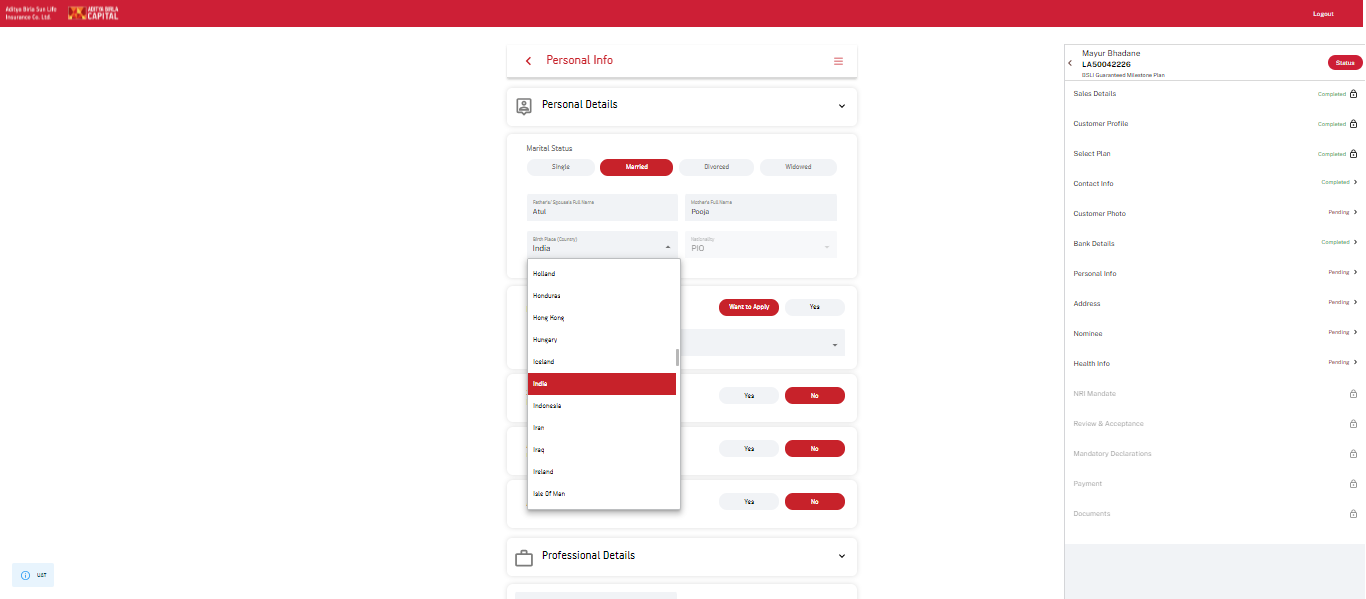 Aditya Birla Sun Life
Insurance Co. Ltd.
ADITYA BIRLA
CAPITAL
Logout
Personal Info
Personal Details
Marital Status
Single
Married
Divorced
Widowed
Father's/ Spouse's Full Name
Atul
Mother's Full Name
Pooja
Birth Place (Country)
India
Nationality
PIO
Holland
Honduras
Hong Kong
Hungary
Iceland
India
Indonesia
Iran
Iraq
Ireland
Isle Of Man
Want to Apply
Yes
Yes
No
Yes
No
Yes
No
Professional Details
UAT
Mayur Bhadane
LA50042226
BSLI Guaranteed Milestone Plan
Status
Sales Details
Completed
Customer Profile
Completed
Select Plan
Completed
Contact Info
Completed
Customer Photo
Pending
Bank Details
Completed
Personal Info
Pending
Address
Pending
Nominee
Pending
Health Info
Pending
NRI Mandate
Review & Acceptance
Mandatory Declarations
Payment
Documents